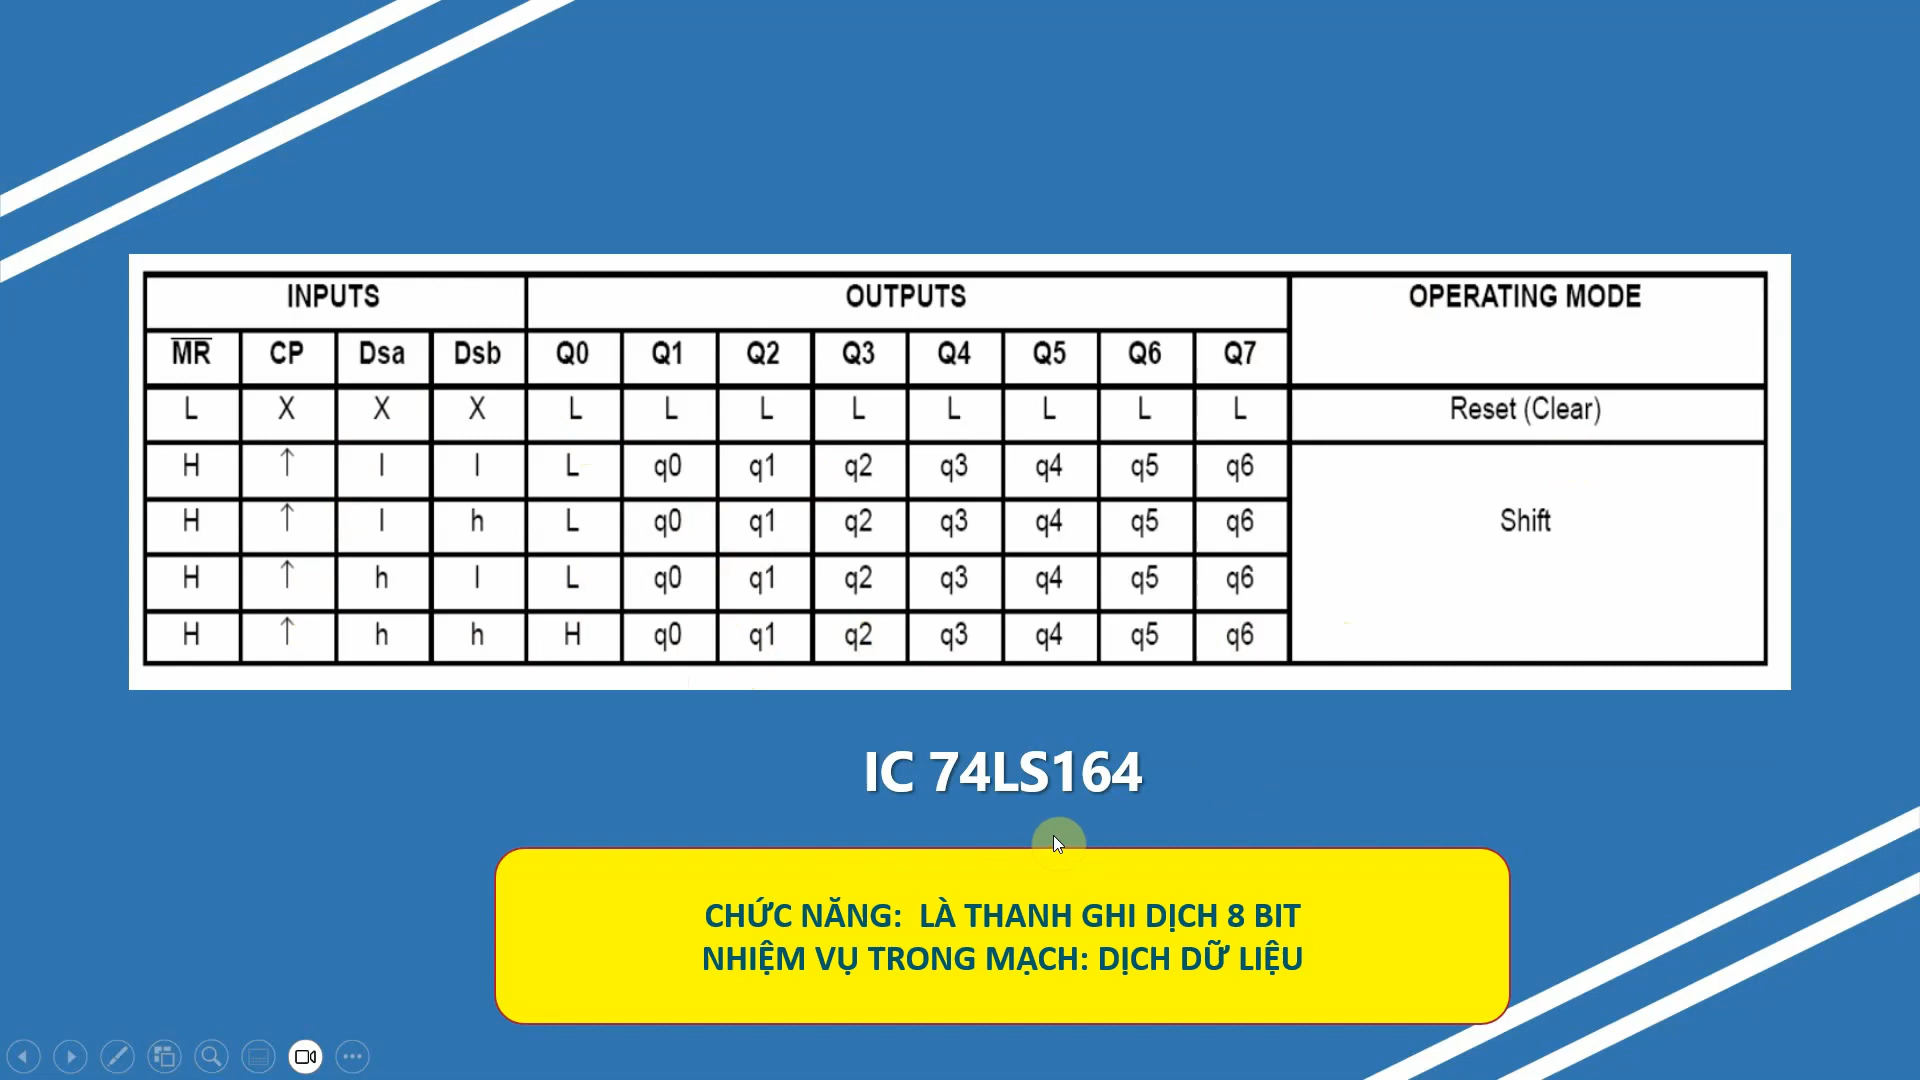 INPUTS OUTPUTS OPERATING MODE
MR CP Dsa Dsb Q0 Q1 Q2 Q3 Q4 Q5 Q6 Q7
L X X X L L L L L L L L Reset (Clear)
H ↑ l l L q0 q1 q2 q3 q4 q5 q6
H ↑ l h L q0 q1 q2 q3 q4 q5 q6 Shift
H ↑ h l L q0 q1 q2 q3 q4 q5 q6
H ↑ h h H q0 q1 q2 q3 q4 q5 q6
IC 74LS164
CHỨC NĂNG: LÀ THANH GHI DỊCH 8 BIT
NHIỆM VỤ TRONG MẠCH: DỊCH DỮ LIỆU